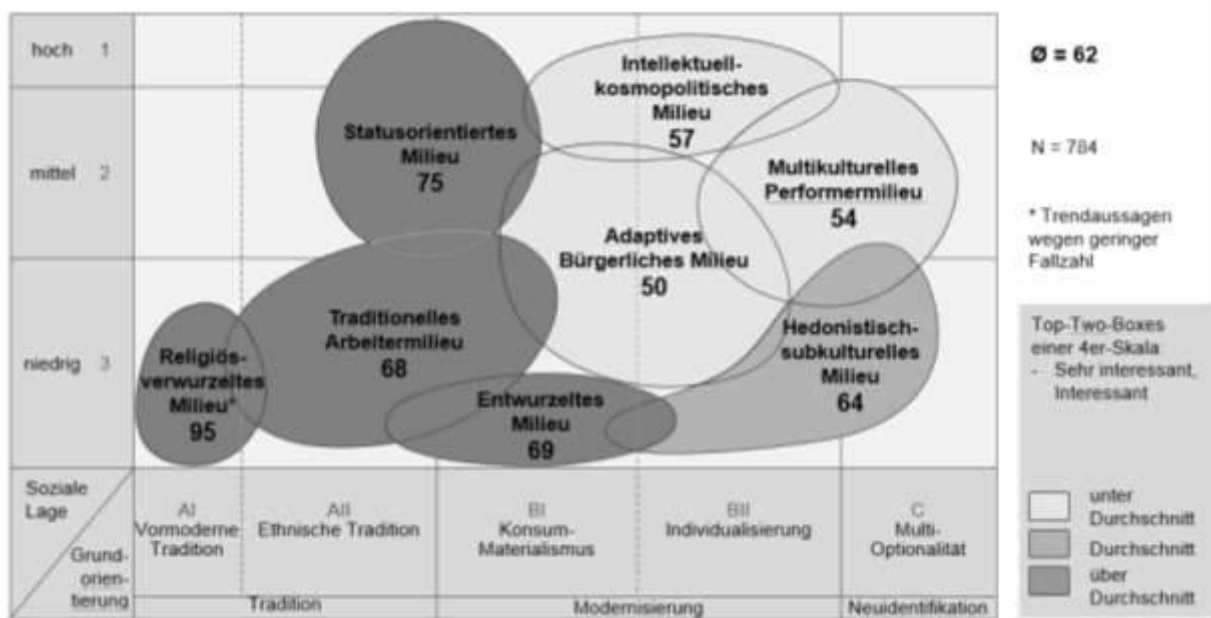 hoch 1
mittel 2
niedrig 3
Intellektuell-
kosmopolitisches
Milieu
57
Statusorientiertes
Milieu
75
Multikulturelles
Performermilieu
54
Adaptives
Bürgerliches Milieu
50
Traditionelles
Arbeitermilieu
68
Religiös-
verwurzeltes
Milieu*
95
Entwurzeltes
Milieu
69
Hedonistisch-
subkulturelles
Milieu
64
Soziale
Lage
Grund-
orien-
tierung
AI
Vormoderne
Tradition
AII
Ethnische Tradition
BI
Konsum-
Materialismus
BII
Individualisierung
C
Multi-
Optionalität
Tradition
Modernisierung
Neuidentifikation
Ø = 62
N = 784
* Trendaussagen
wegen geringer
Fallzahl
Top-Two-Boxes
einer 4er-Skala:
- Sehr interessant,
Interessant
unter
Durchschnitt
Durchschnitt
über
Durchschnitt